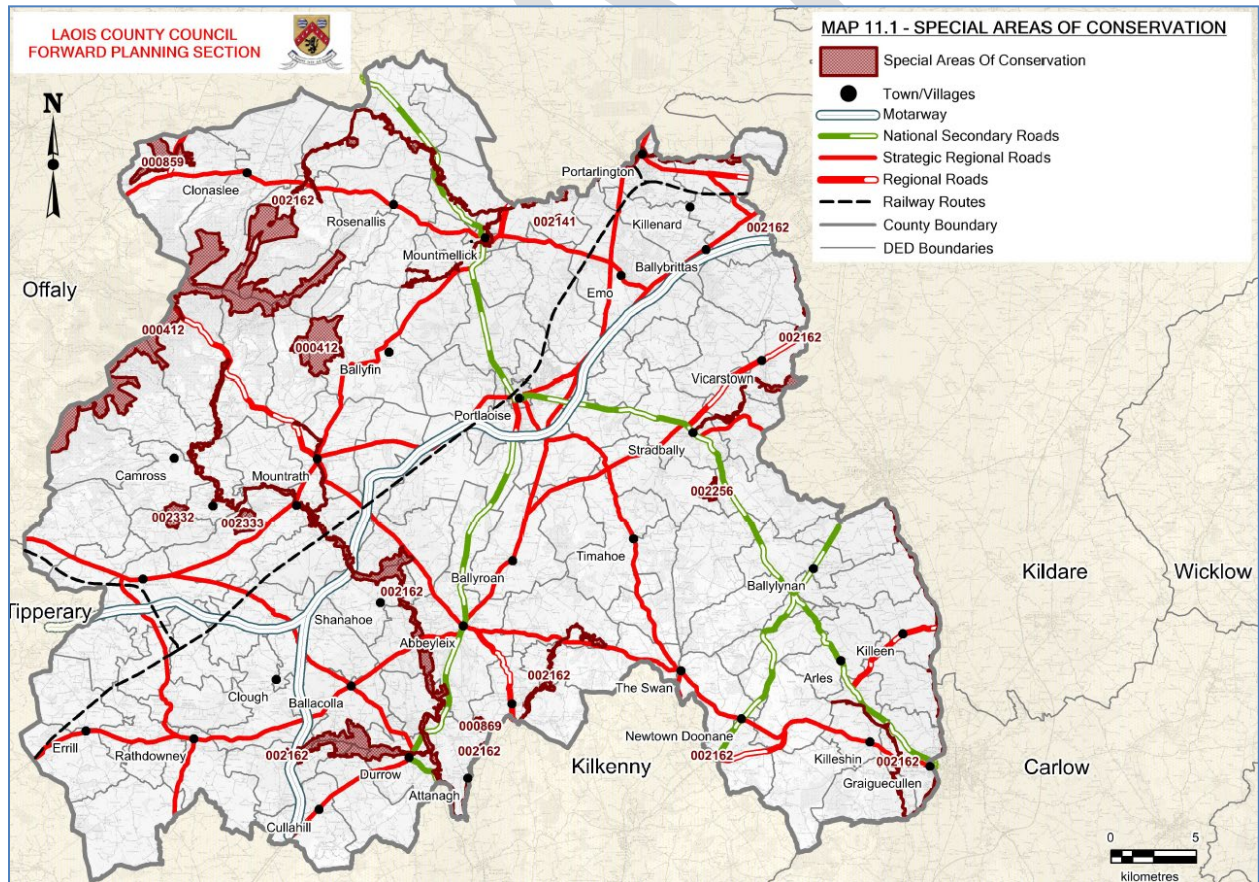 LAOIS COUNTY COUNCIL
FORWARD PLANNING SECTION
MAP 11.1 - SPECIAL AREAS OF CONSERVATION
Special Areas Of Conservation
Town/Villages
Motarway
National Secondary Roads
Strategic Regional Roads
Regional Roads
Railway Routes
County Boundary
DED Boundaries
N
000859
Clonaslee
002162
Rosenallis
Portarlington
002141
Killenard
002162
Mountmellick
Ballybrittas
Offaly
Emo
000412
000412
Ballyfin
002162
Vicarstown
Portlaoise
Stradbally
Camross
Mountrath
002256
002332
002333
Timahoe
Ballyroan
Ballylynan
Kildare
Wicklow
002162
Tipperary
Shanahoe
Abbeyleix
Killeen
002162
Arles
Clough
Ballacolla
The Swan
000869
Newtown Doonane
Errill
Rathdowney
002162
002162
002162
Killeshin
002162
Durrow
Kilkenny
Graiguecullen
Carlow
Attanagh
Cullahill
0 5
kilometres